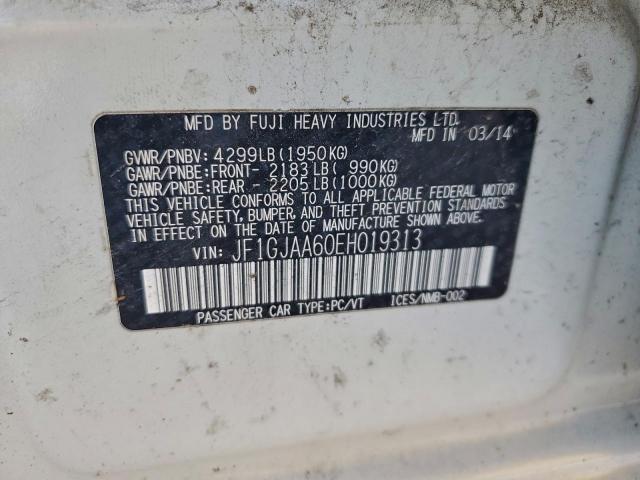 MFD BY FUJI HEAVY INDUSTRIES LTD.
MFD IN 03/14
GVWR/PNBV: 4299LB(1950KG)
GAWR/PNBE:FRONT- 2183LB( 990KG)
GAWR/PNBE:REAR - 2205LB(1000KG)
THIS VEHICLE CONFORMS TO ALL APPLICABLE FEDERAL MOTOR
VEHICLE SAFETY, BUMPER, AND THEFT PREVENTION STANDARDS
IN EFFECT ON THE DATE OF MANUFACTURE SHOWN ABOVE.
VIN: JF1GJAA60EH019313
PASSENGER CAR TYPE:PC/VT ICES/NMB-002